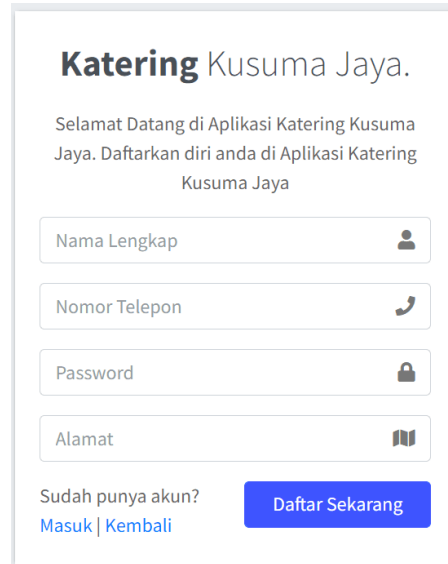 Katering Kusuma Jaya.
Selamat Datang di Aplikasi Katering Kusuma
Jaya. Daftarkan diri anda di Aplikasi Katering
Kusuma Jaya
Nama Lengkap
Nomor Telepon
Password
Alamat
Sudah punya akun?
Masuk | Kembali
Daftar Sekarang